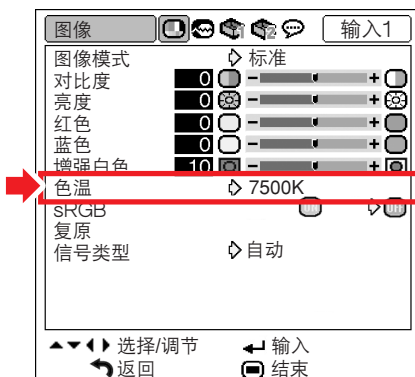 图像 输入1
图像模式 标准
对比度 0
亮度 0
红色 0
蓝色 0
增强白色 10
色温 7500K
sRGB
复原
信号类型 自动
选择/调节 输入
返回 结束